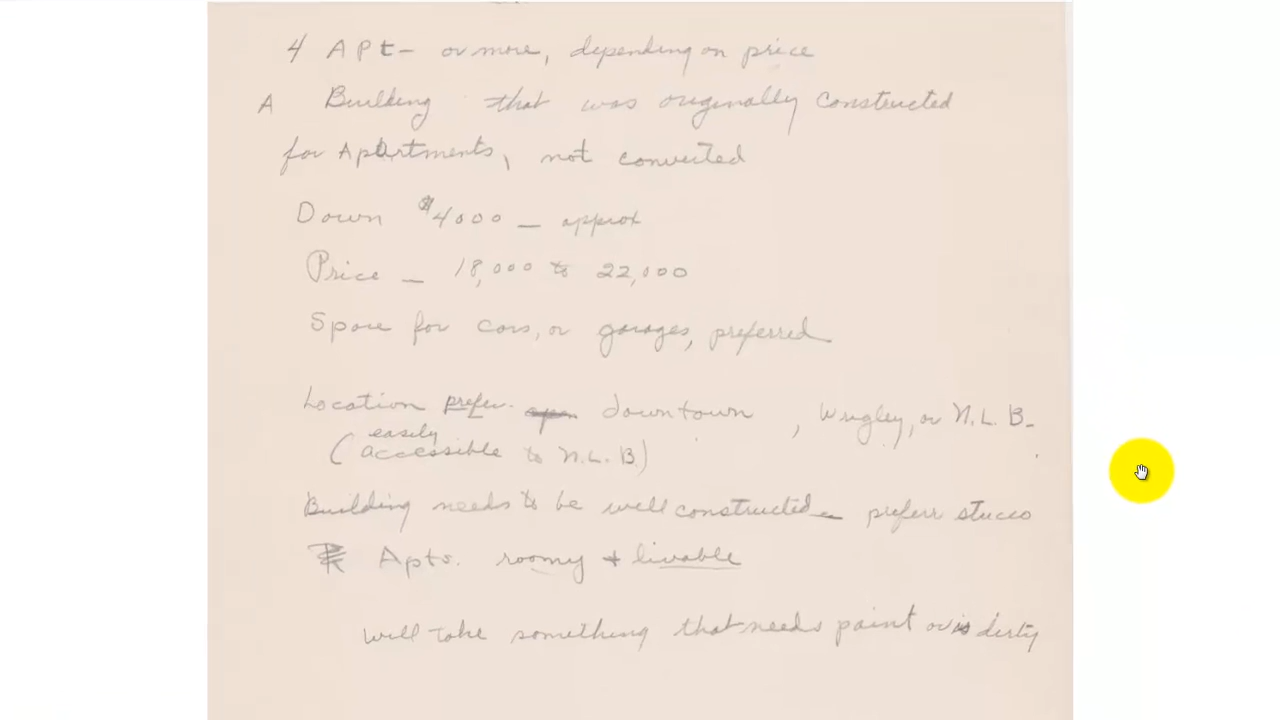 4 Apt- or more, depending on price
A Building that was originally constructed
for Apartments, not converted
Down $4000 - approx
Price - 18,000 to 22,000
Space for cars, or garages, preferred
Location prefer. downtown, Wrigley, or N.L.B.
(easily accessible to N.L.B.)
Building needs to be well constructed - preferr stucco
Apts. roomy + livable
will take something that needs paint or is dirty